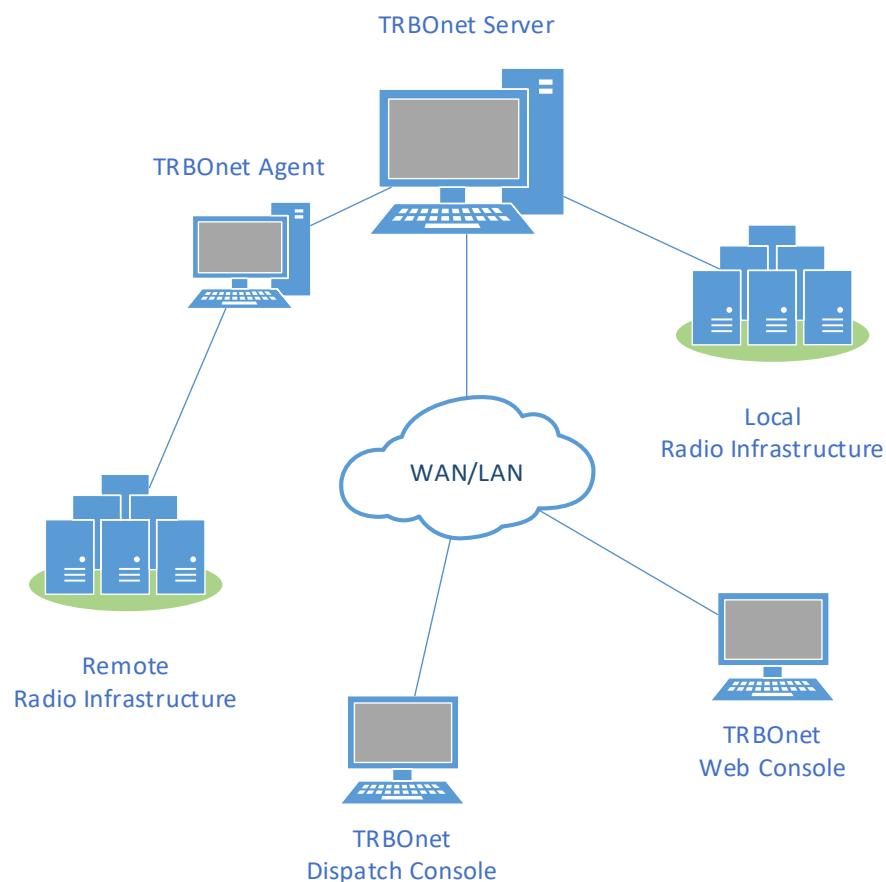 TRBOnet Server
TRBOnet Agent
Local
Radio Infrastructure
WAN/LAN
Remote
Radio Infrastructure
TRBOnet
Web Console
TRBOnet
Dispatch Console